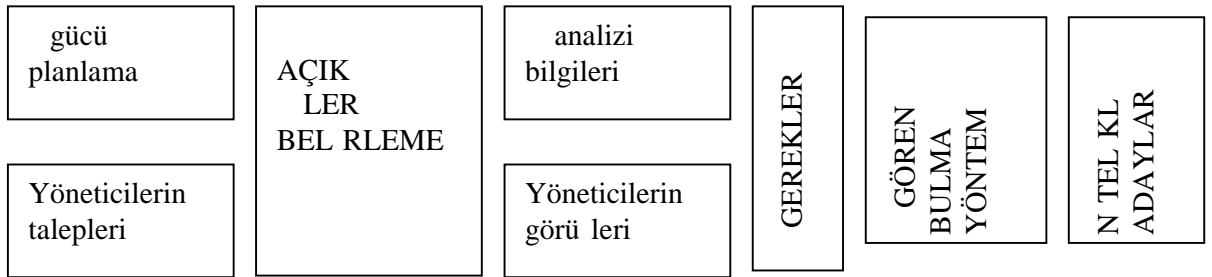 gücü
planlama
Yöneticilerin
talepleri
AÇIK
LER
BEL RLEME
analizi
bilgileri
Yöneticilerin
görü leri
GEREKLER
GÖREN
BULMA
YÖNTEM
N TEL KL
ADAYLAR